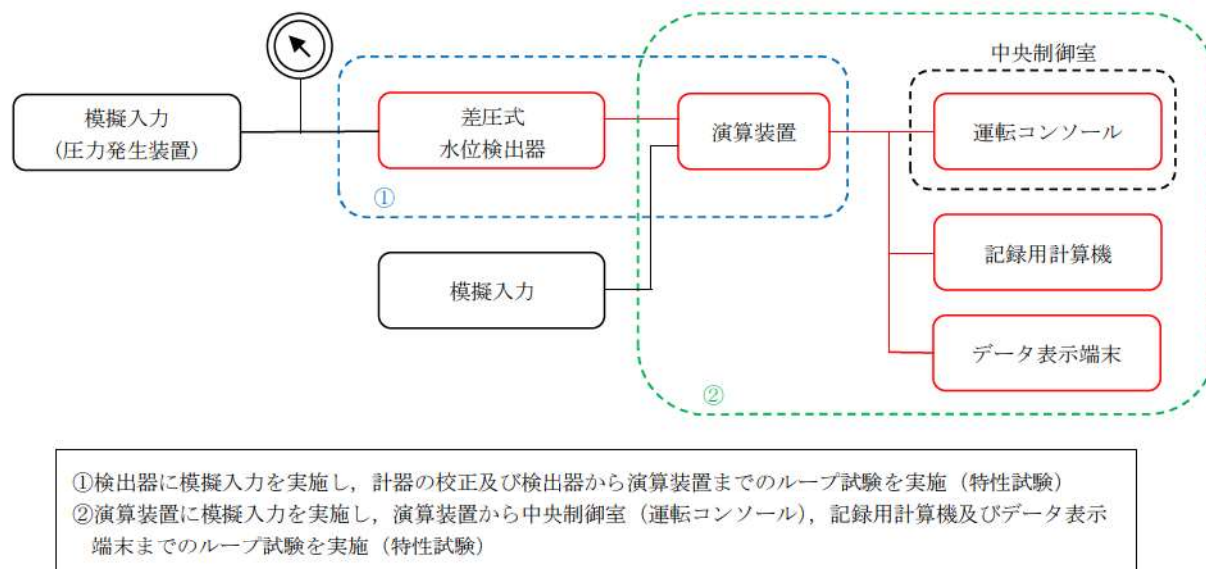 中央制御室
模擬入力
(圧力発生装置)
差圧式
水位検出器
演算装置
運転コンソール
①
模擬入力
記録用計算機
データ表示端末
②
①検出器に模擬入力を実施し，計器の校正及び検出器から演算装置までのループ試験を実施（特性試験）
②演算装置に模擬入力を実施し，演算装置から中央制御室（運転コンソール），記録用計算機及びデータ表示
端末までのループ試験を実施（特性試験）